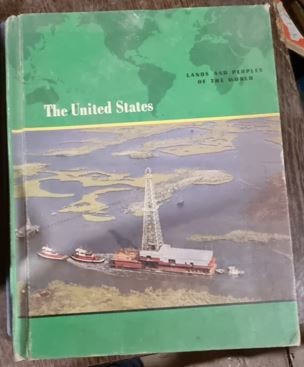 LANDS AND PEOPLES
OF THE WORLD
The United States